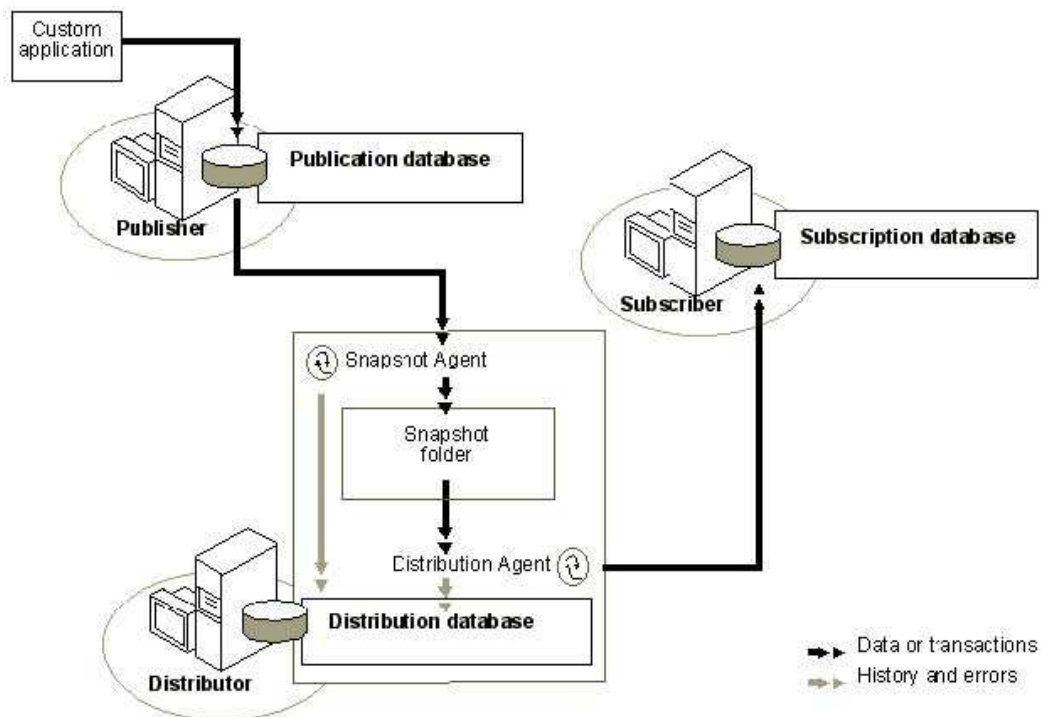 Custom
application
Publication database
Publisher
Subscription database
Subscriber
Snapshot Agent
Snapshot
folder
Distribution Agent
Distribution database
Distributor
Data or transactions
History and errors